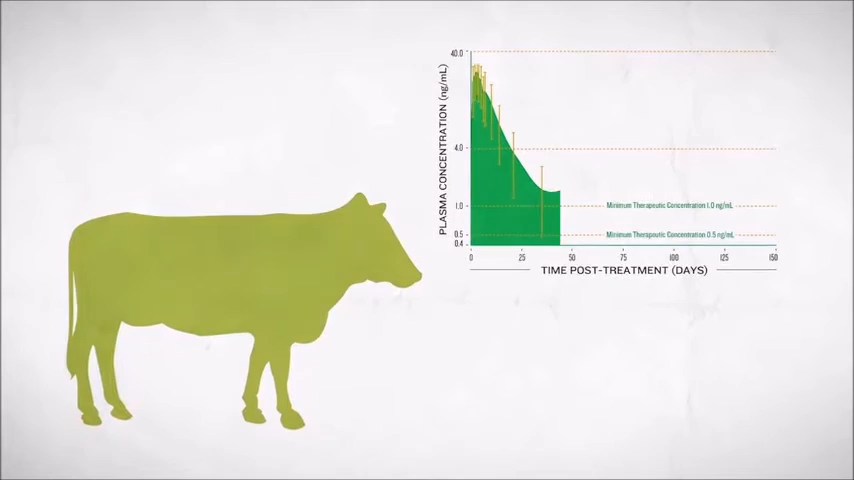 40.0
PLASMA CONCENTRATION (ng/mL)
4.0
1.0
Minimum Therapeutic Concentration 1.0 ng/mL
0.5
Minimum Therapeutic Concentration 0.5 ng/mL
0.4
0 25 75 100 125 150
TIME POST-TREATMENT (DAYS)